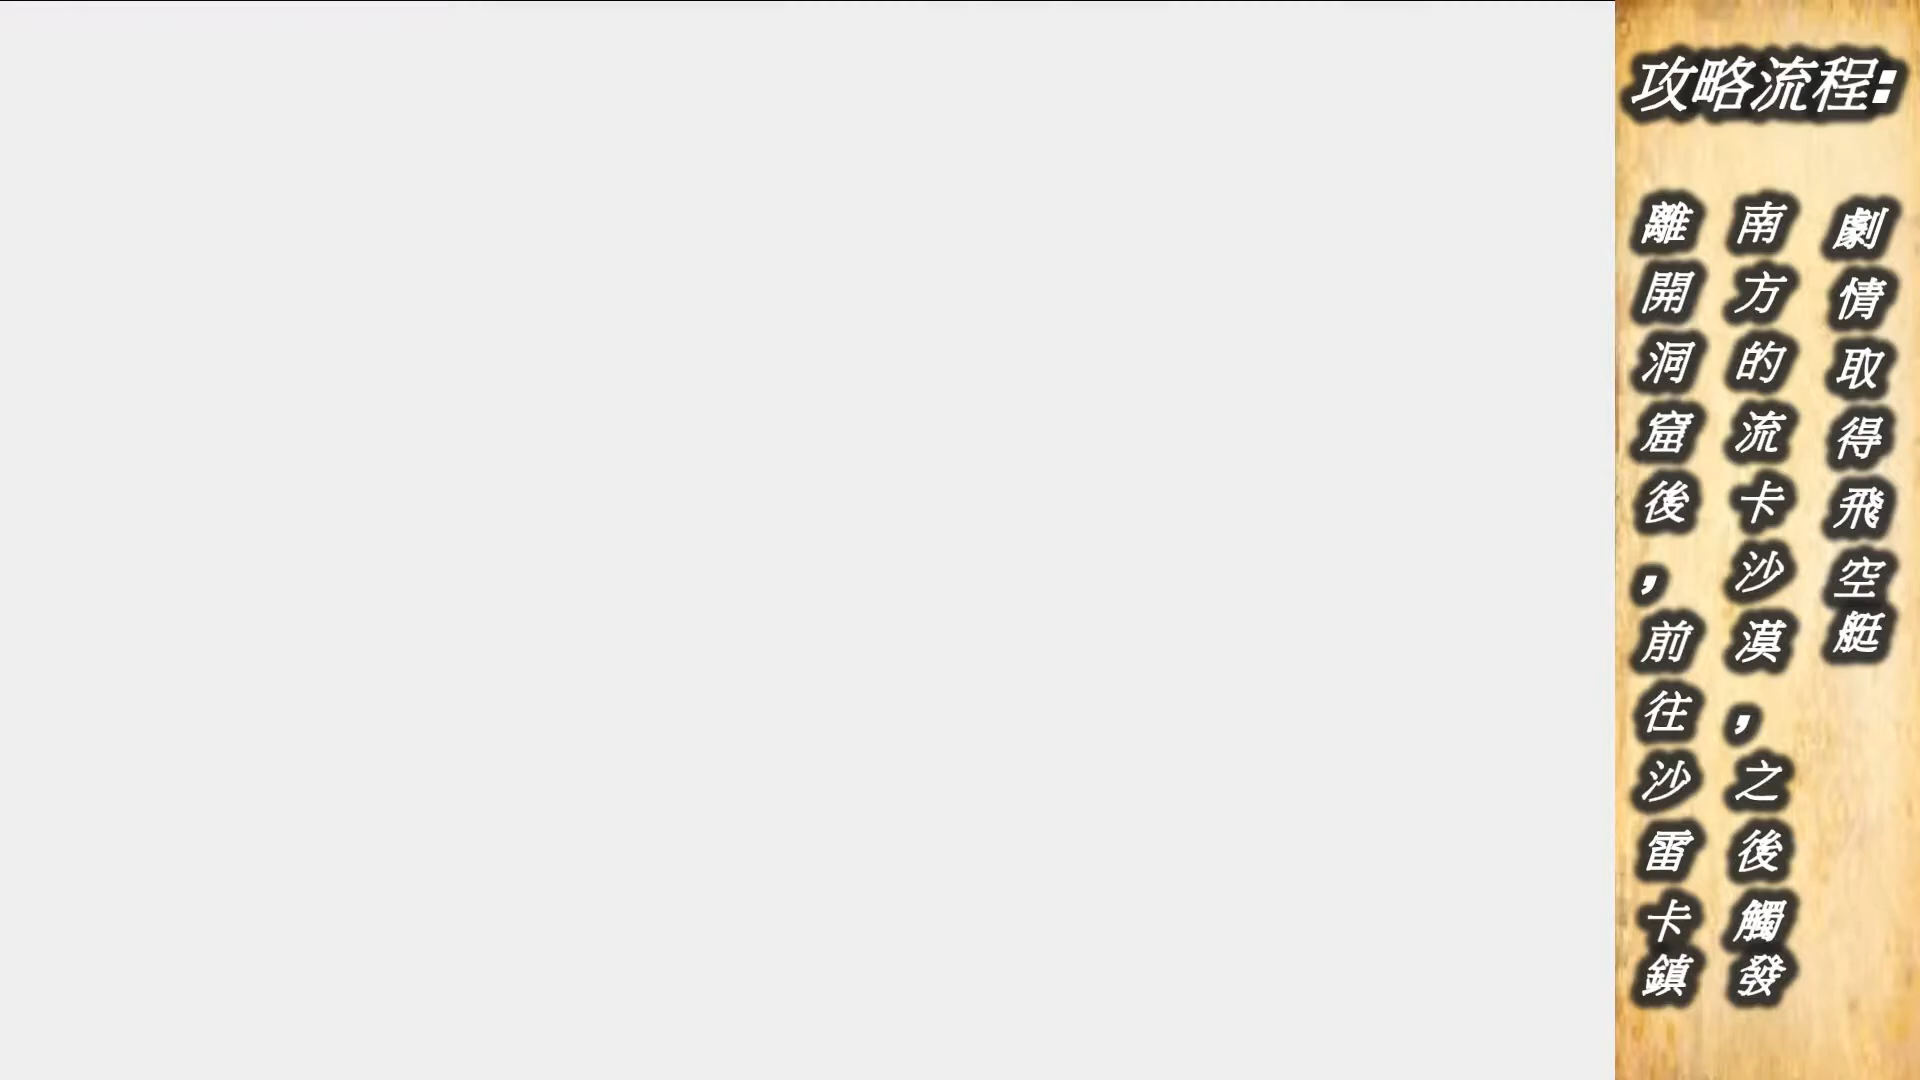 攻略流程:
離開洞窟後,前往沙雷卡鎮
南方的流卡沙漠,之後觸發
劇情取得飛空艇